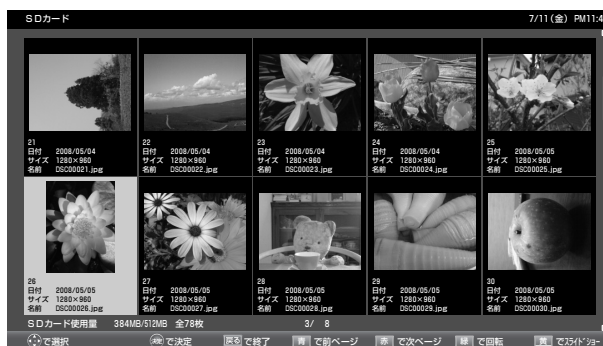 SDカード 7/11(金) PM11:4
21
日付 2008/05/04
サイズ 1280×960
名前 DSC00021.jpg
22
日付 2008/05/04
サイズ 1280×960
名前 DSC00022.jpg
23
日付 2008/05/04
サイズ 1280×960
名前 DSC00023.jpg
24
日付 2008/05/04
サイズ 1280×960
名前 DSC00024.jpg
25
日付 2008/05/05
サイズ 1280×960
名前 DSC00025.jpg
26
日付 2008/05/05
サイズ 1280×960
名前 DSC00026.jpg
27
日付 2008/05/05
サイズ 1280×960
名前 DSC00027.jpg
28
日付 2008/05/05
サイズ 1280×960
名前 DSC00028.jpg
29
日付 2008/05/05
サイズ 1280×960
名前 DSC00029.jpg
30
日付 2008/05/05
サイズ 1280×960
名前 DSC00030.jpg
SDカード使用量 384MB/512MB 全78枚 3/ 8
で選択 決定 で決定 戻る で終了 青 で前ページ 赤 で次ページ 緑 で回転 黄 でスライドショー